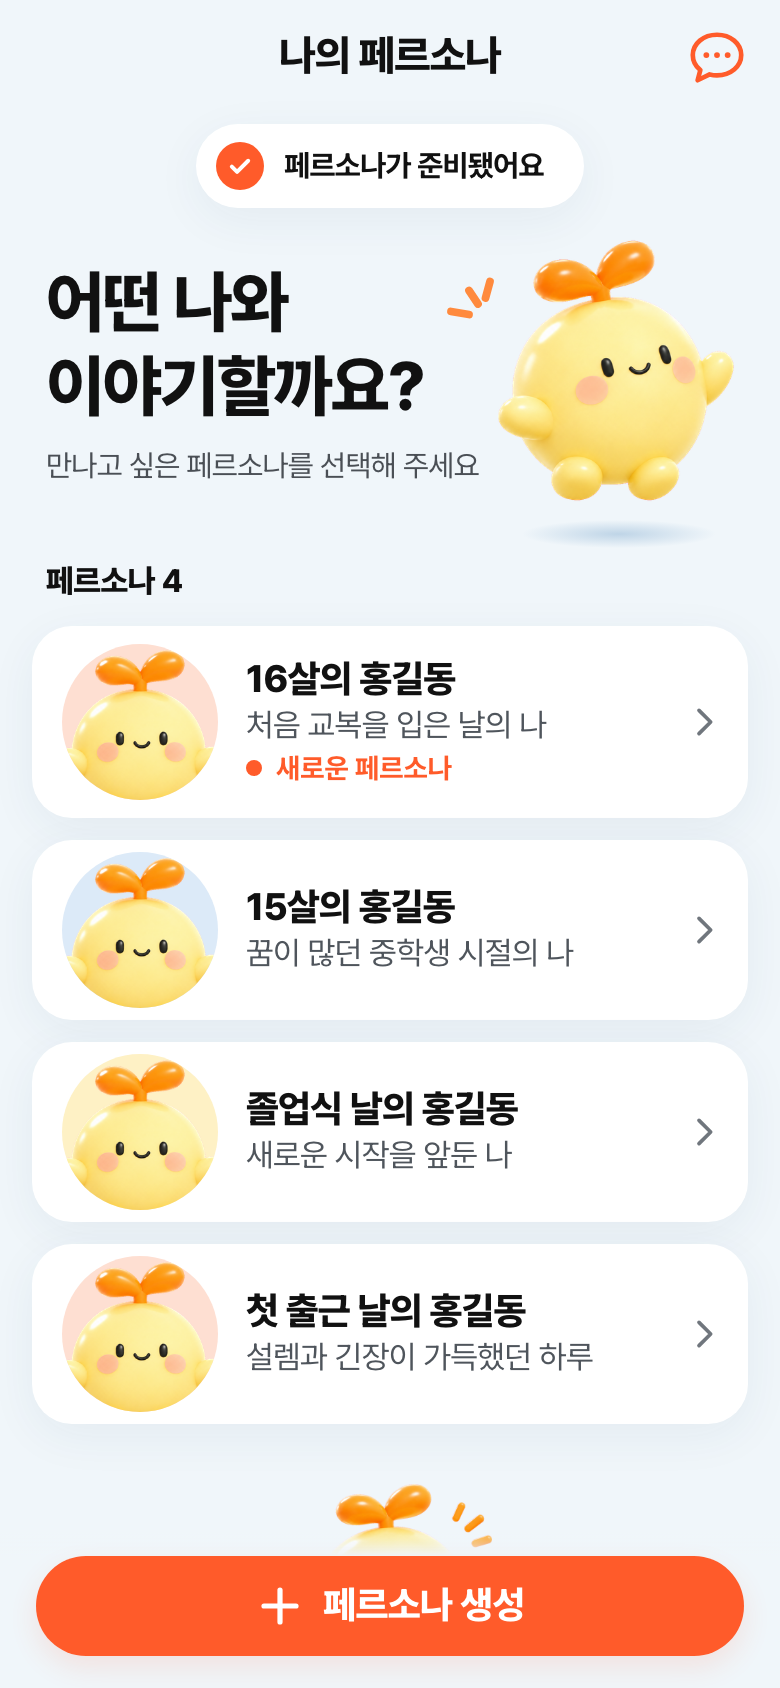 나의 페르소나
페르소나가 준비됐어요
어떤 나와
이야기할까요?
만나고 싶은 페르소나를 선택해 주세요
페르소나 4
16살의 홍길동
처음 교복을 입은 날의 나
새로운 페르소나
15살의 홍길동
꿈이 많던 중학생 시절의 나
졸업식 날의 홍길동
새로운 시작을 앞둔 나
첫 출근 날의 홍길동
설렘과 긴장이 가득했던 하루
페르소나 생성